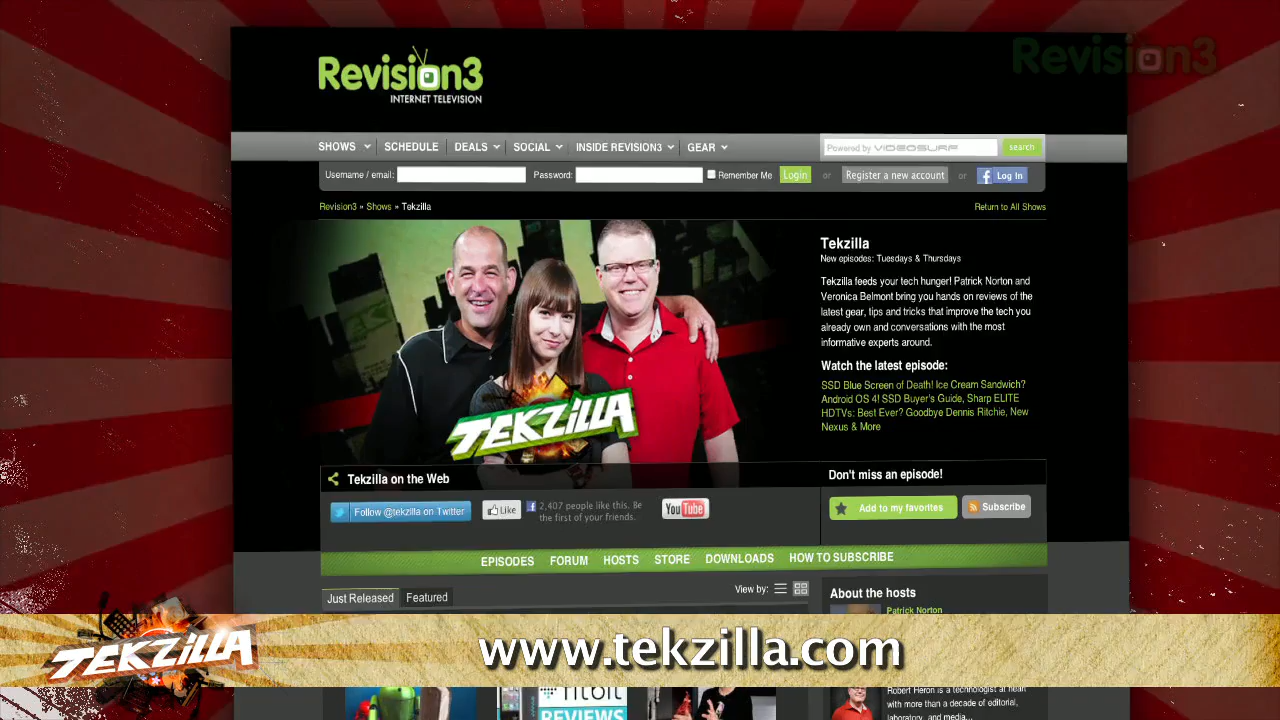 Revision3
INTERNET TELEVISION
Revision3
SHOWS
SCHEDULE
DEALS
SOCIAL
INSIDE REVISION3
GEAR
Powered by VIDEOSURF
search
Username / email:
Password:
Remember Me
Login
or
Register a new account
or
f Log In
Revision3 » Shows » Tekzilla
Return to All Shows
Tekzilla
New episodes: Tuesdays & Thursdays
Tekzilla feeds your tech hunger! Patrick Norton and
Veronica Belmont bring you hands on reviews of the
latest gear, tips and tricks that improve the tech you
already own and conversations with the most
informative experts around.
Watch the latest episode:
SSD Blue Screen of Death! Ice Cream Sandwich?
Android OS 4! SSD Buyer's Guide, Sharp ELITE
HDTVs: Best Ever? Goodbye Dennis Ritchie, New
Nexus & More
TEKZILLA
Tekzilla on the Web
Don't miss an episode!
Follow @tekzilla on Twitter
Like
2,407 people like this. Be
the first of your friends.
YouTube
Add to my favorites
Subscribe
EPISODES
FORUM
HOSTS
STORE
DOWNLOADS
HOW TO SUBSCRIBE
Just Released
Featured
View by:
About the hosts
Patrick Norton
TEKZILLA
www.tekzilla.com
fitbit
REVIEWS
Robert Heron is a technologist at heart
with more than a decade of editorial,
laboratory, and media...